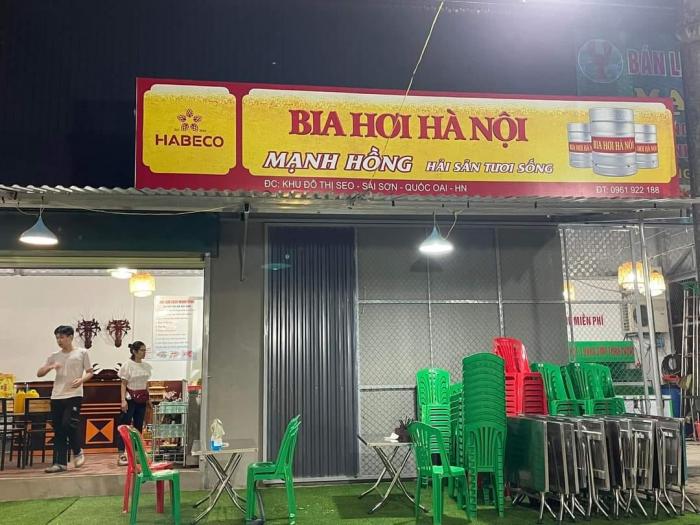 BÁN L
HABECO
BIA HƠI HÀ NỘI
BIA HƠI HÀ NỘI
MẠNH HỒNG HẢI SẢN TƯƠI SỐNG
ĐC: KHU ĐÔ THỊ SEO - SÀI SƠN - QUỐC OAI - HN
ĐT: 0961 922 188
MIỄN PHÍ